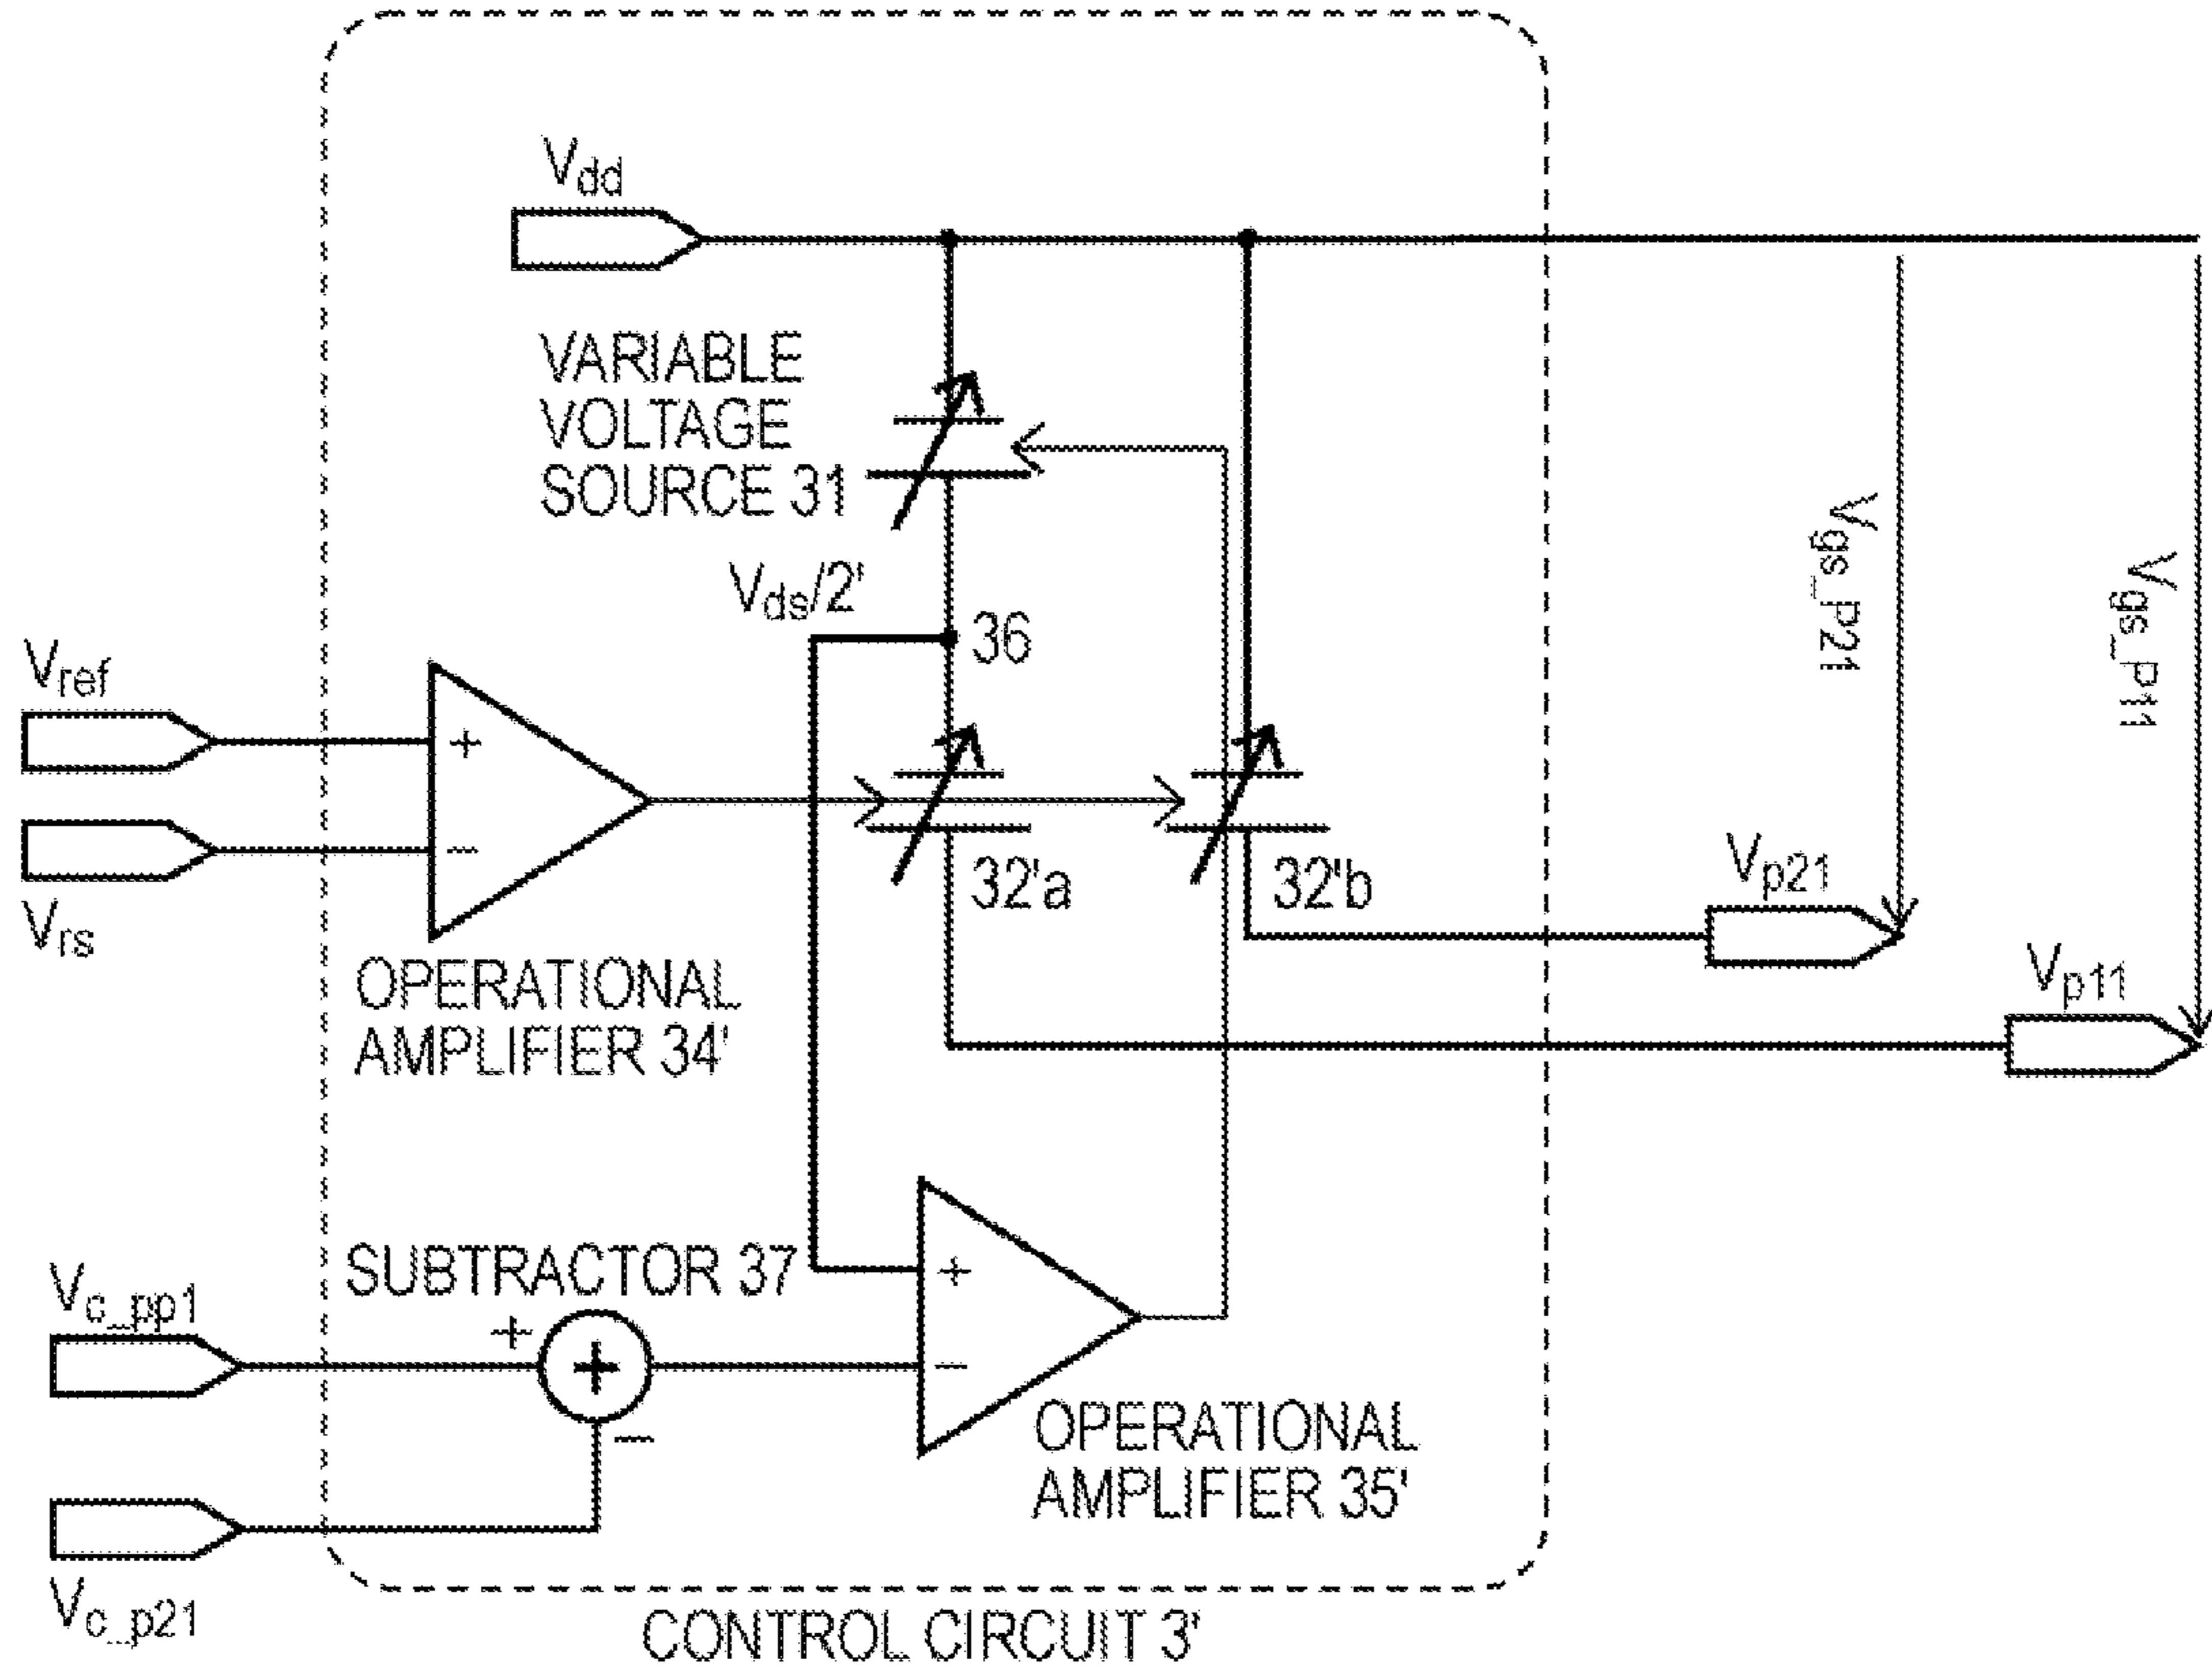 Vdd
VARIABLE
VOLTAGE
SOURCE 31
Vds/2'
36
Vgs_P21
Vgs_P11
Vref
+
−
Vrs
32'a
32'b
Vp21
Vp11
OPERATIONAL
AMPLIFIER 34'
SUBTRACTOR 37
Vc_pp1
+
+
−
+
−
OPERATIONAL
AMPLIFIER 35'
Vc_p21
CONTROL CIRCUIT 3'